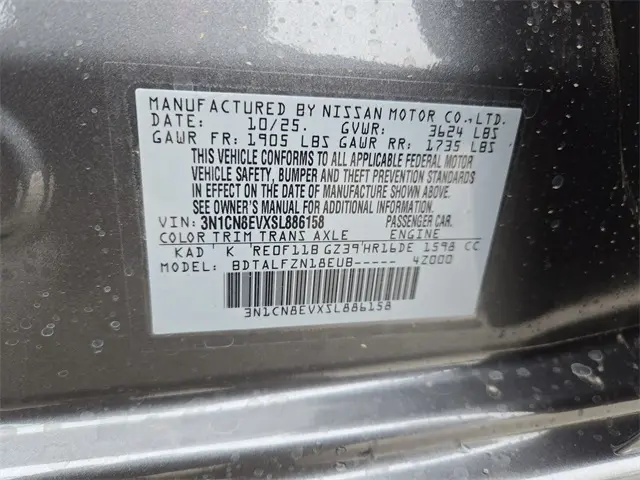 MANUFACTURED BY NISSAN MOTOR CO.,LTD.
DATE: 10/25. GVWR: 3624 LBS
GAWR FR: 1905 LBS GAWR RR: 1735 LBS
THIS VEHICLE CONFORMS TO ALL APPLICABLE FEDERAL MOTOR
VEHICLE SAFETY, BUMPER AND THEFT PREVENTION STANDARDS
IN EFFECT ON THE DATE OF MANUFACTURE SHOWN ABOVE.
SEE OWNER'S MANUAL FOR ADDITIONAL INFORMATION.
VIN: 3N1CN8EVXSL886158 PASSENGER CAR.
COLOR TRIM TRANS AXLE ENGINE
KAD K RE0F11B GZ39 HR16DE 1598 CC
MODEL: BDTALFZN18EUB----- 4Z000
3N1CN8EVXSL886158